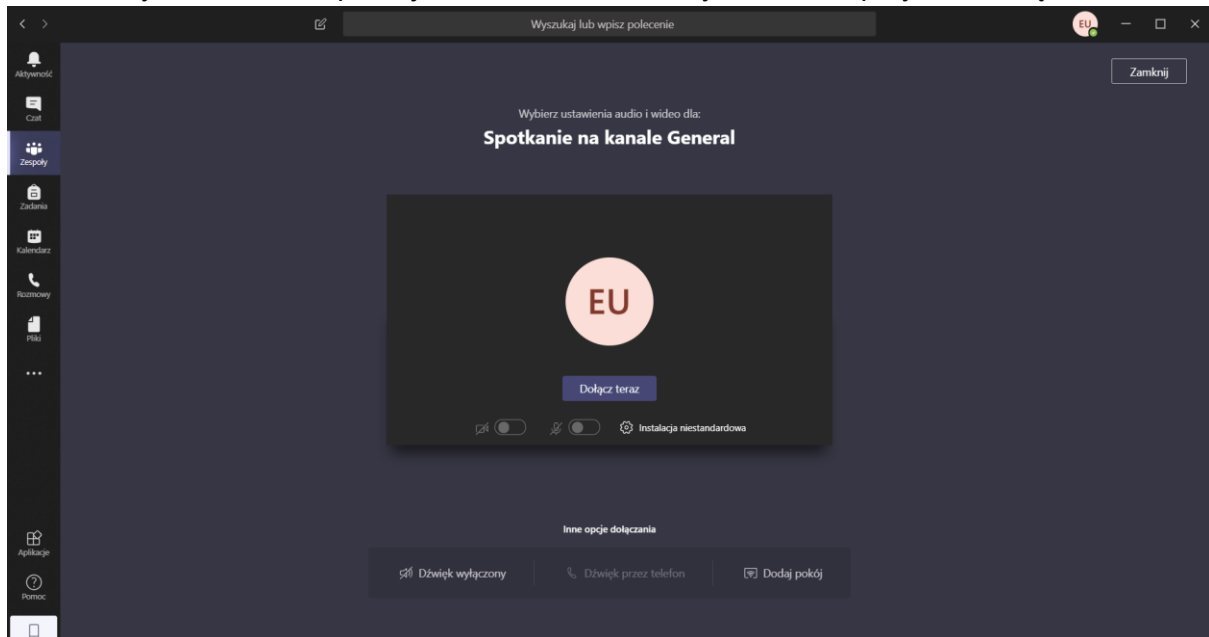 Wyszukaj lub wpisz polecenie
EU
Aktywność
Czat
Zespoły
Zadania
Kalendarz
Rozmowy
Pliki
Aplikacje
Pomoc
Zamknij
Wybierz ustawienia audio i wideo dla:
Spotkanie na kanale General
EU
Dołącz teraz
Instalacja niestandardowa
Inne opcje dołączania
Dźwięk wyłączony
Dźwięk przez telefon
Dodaj pokój